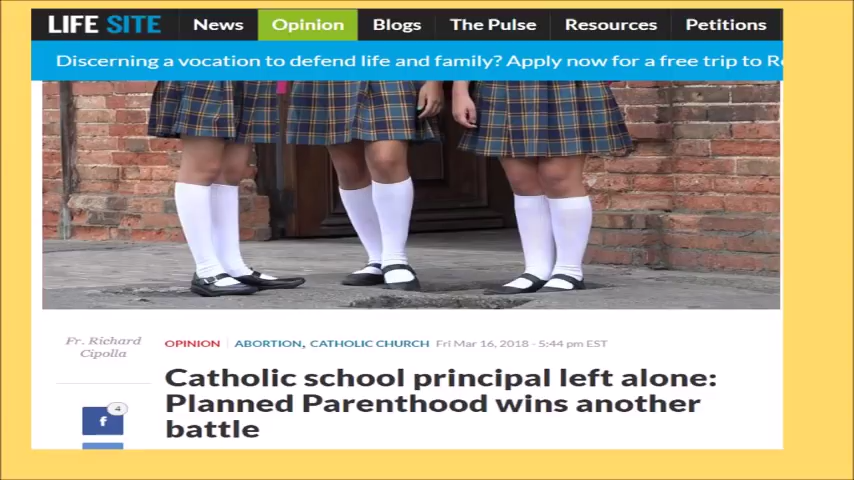 LIFE SITE News Opinion Blogs The Pulse Resources Petitions
Discerning a vocation to defend life and family? Apply now for a free trip to
Fr. Richard
Cipolla
OPINION ABORTION, CATHOLIC CHURCH Fri Mar 16, 2018 - 5:44 pm EST
4
f
Catholic school principal left alone:
Planned Parenthood wins another
battle